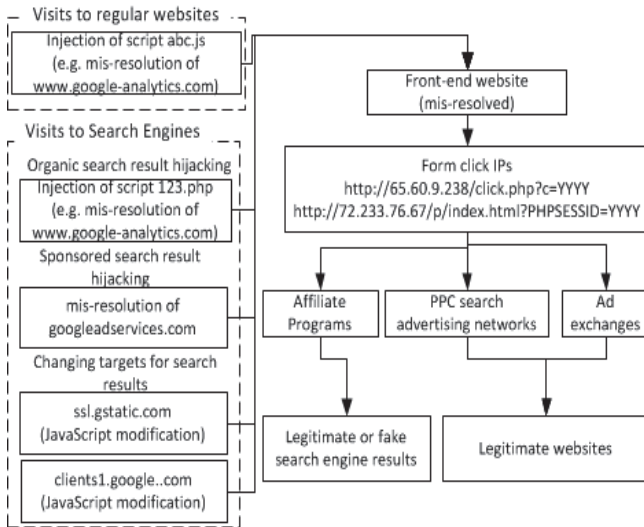 Visits to regular websites
Injection of script abc.js
(e.g. mis-resolution of
www.google-analytics.com)
Visits to Search Engines
Organic search result hijacking
Injection of script 123.php
(e.g. mis-resolution of
www.google-analytics.com)
Sponsored search result
hijacking
mis-resolution of
googleadservices.com
Changing targets for search
results
ssl.gstatic.com
(JavaScript modification)
clients1.google..com
(JavaScript modification)
Front-end website
(mis-resolved)
Form click IPs
http://65.60.9.238/click.php?c=YYYY
http://72.233.76.67/p/index.html?PHPSESSID=YYYY
Affiliate
Programs
PPC search
advertising networks
Ad
exchanges
Legitimate or fake
search engine results
Legitimate websites